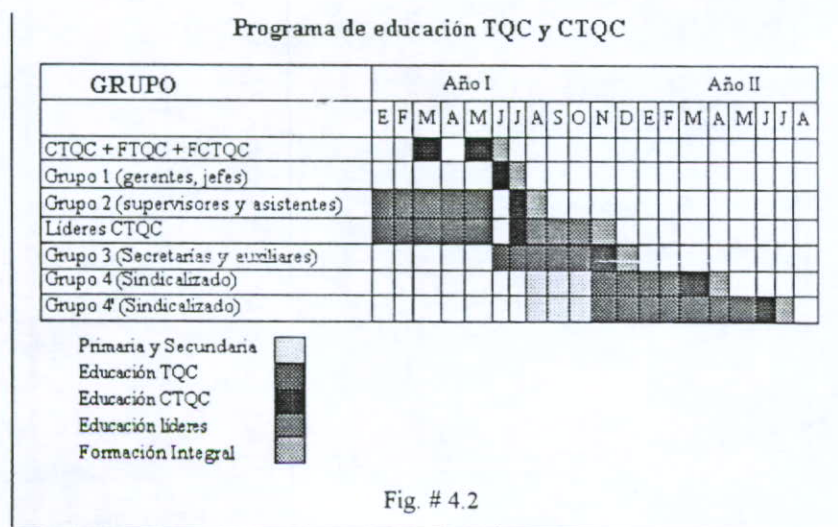 Programa de educación TQC y CTQC
GRUPO Año I Año II
E F M A M J J A S O N D E F M A M J J A
CTQC + FTQC + FCTQC
Grupo 1 (gerentes, jefes)
Grupo 2 (supervisores y asistentes)
Líderes CTQC
Grupo 3 (Secretarías y auxiliares)
Grupo 4 (Sindicalizado)
Grupo 4' (Sindicalizado)
Primaria y Secundaria
Educación TQC
Educación CTQC
Educación líderes
Formación Integral
Fig. # 4.2